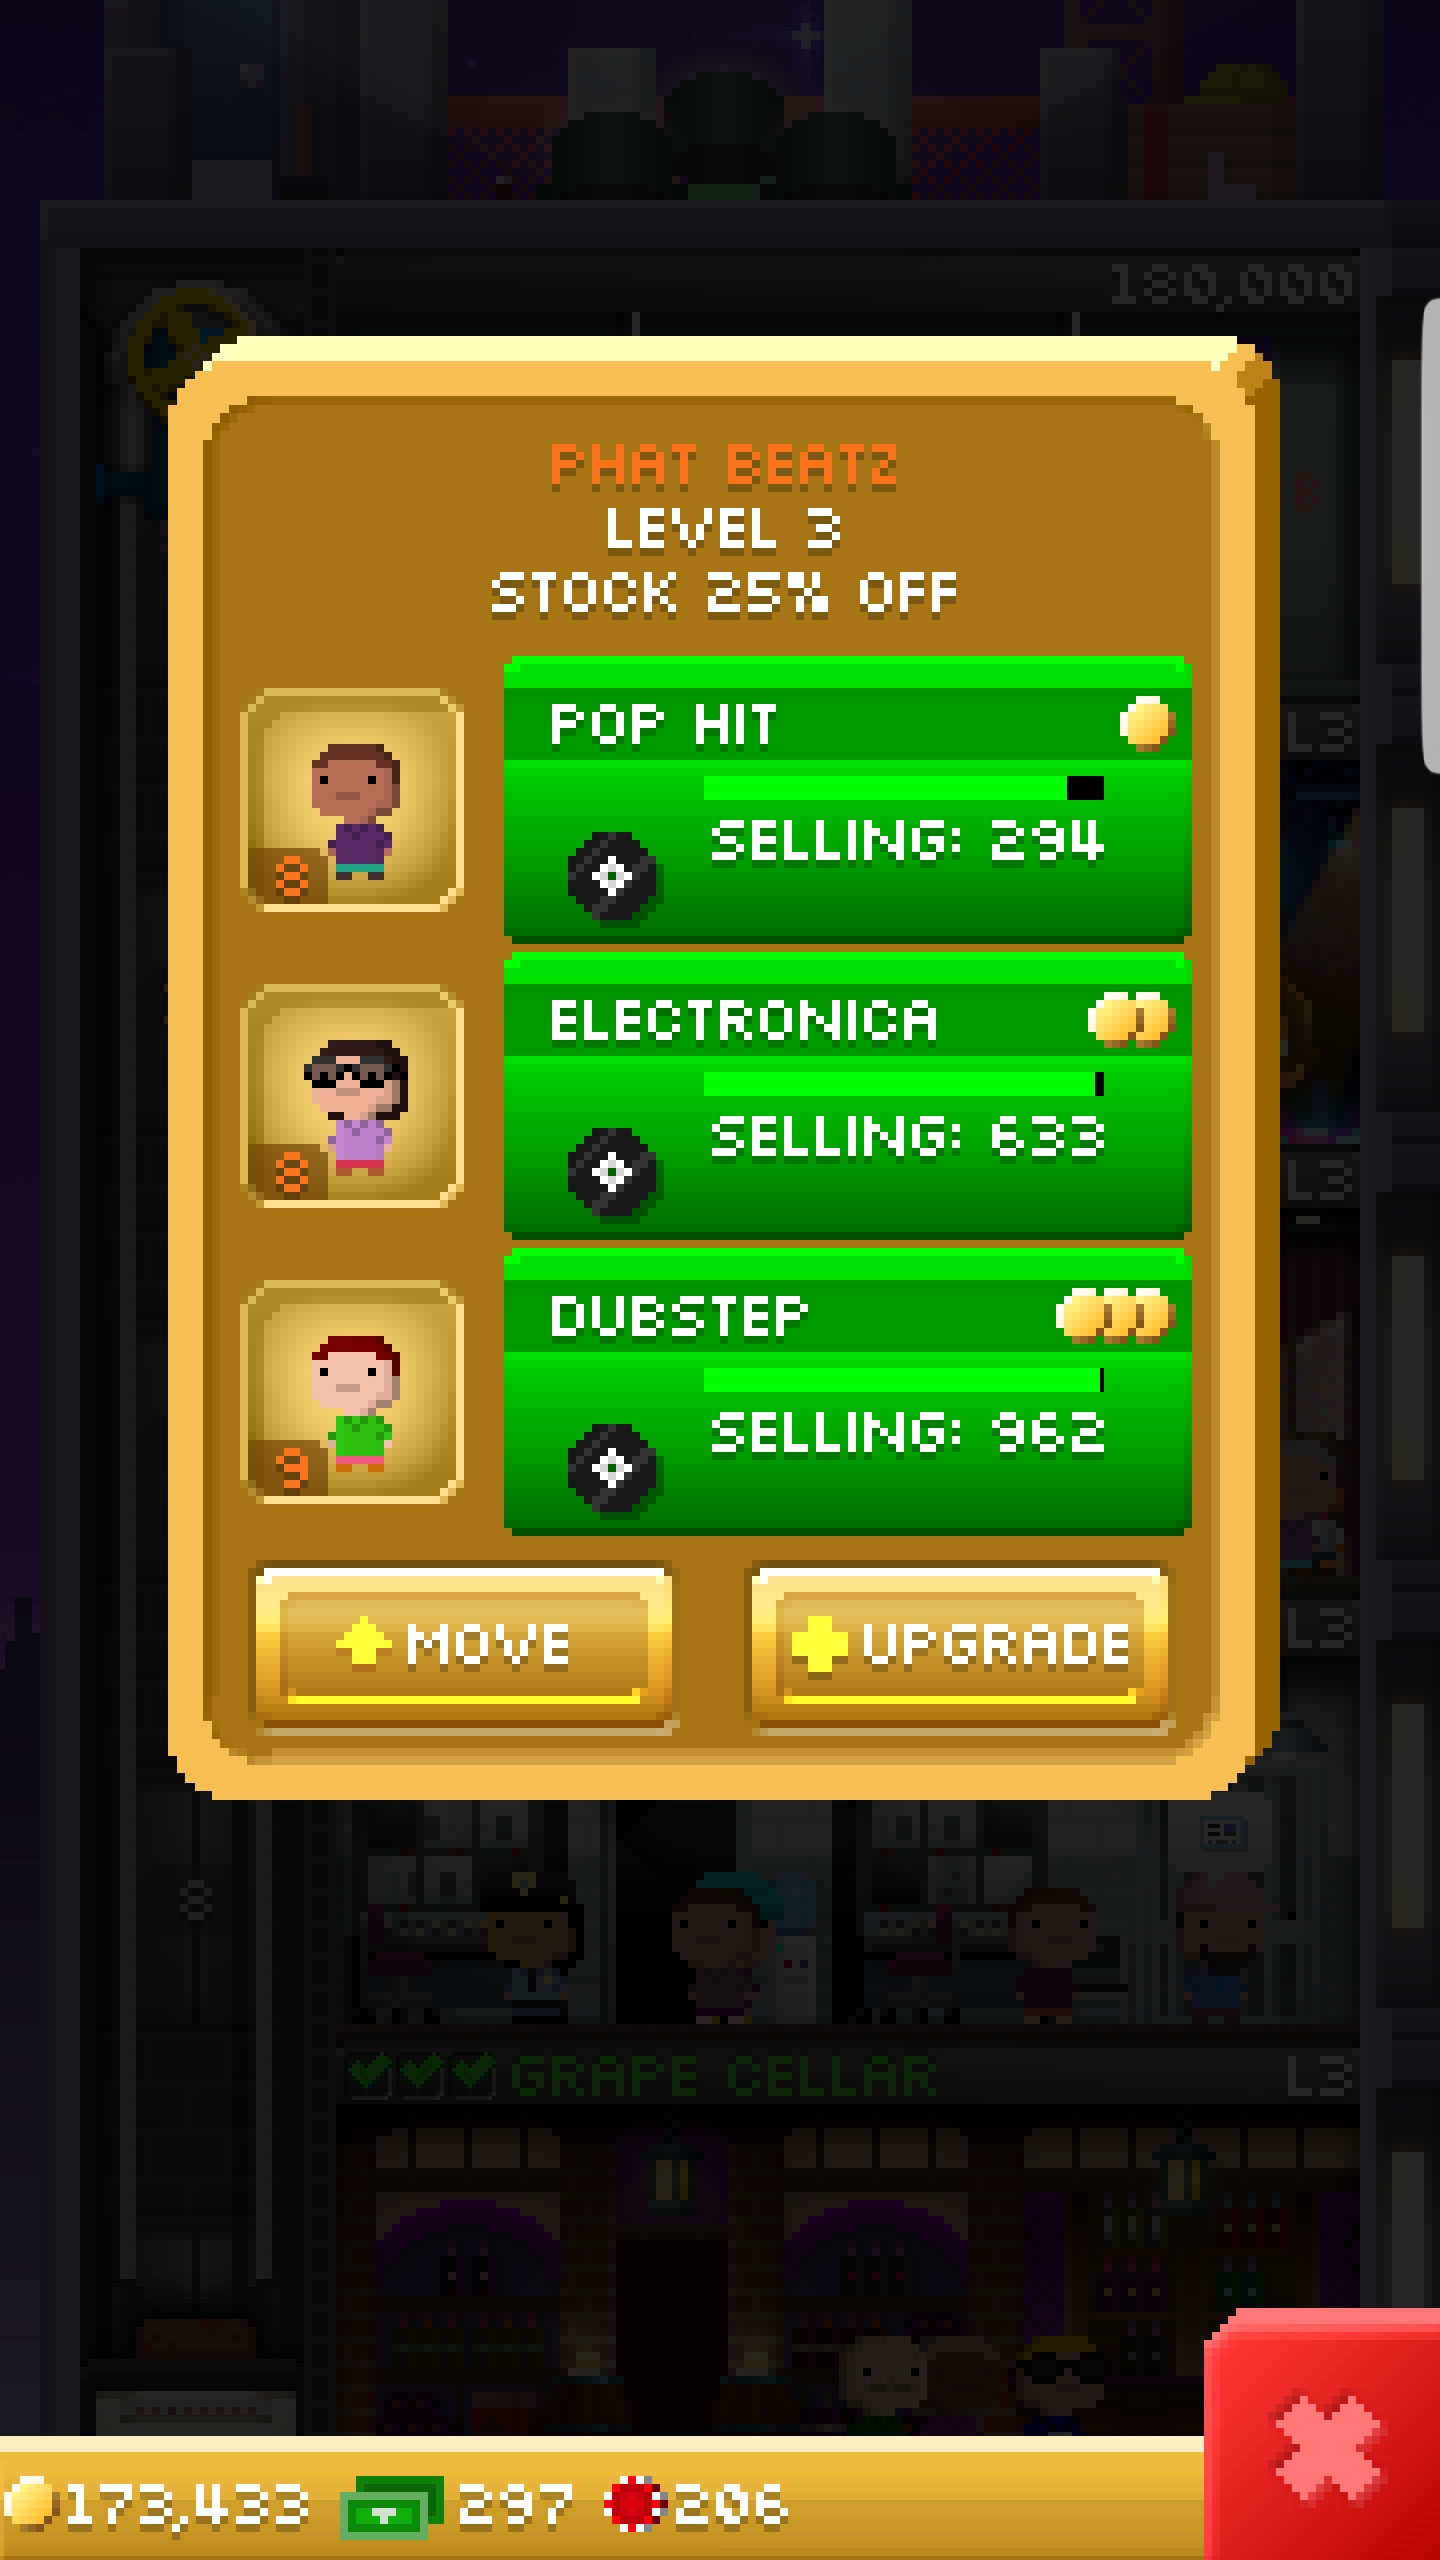 180,000
PHAT BEATZ
LEVEL 3
STOCK 25% OFF
POP HIT
L3
SELLING: 294
8
ELECTRONICA
SELLING: 633
L3
8
DUBSTEP
SELLING: 962
9
MOVE
UPGRADE
L3
8
GRAPE CELLAR
L3
173,433
297
206